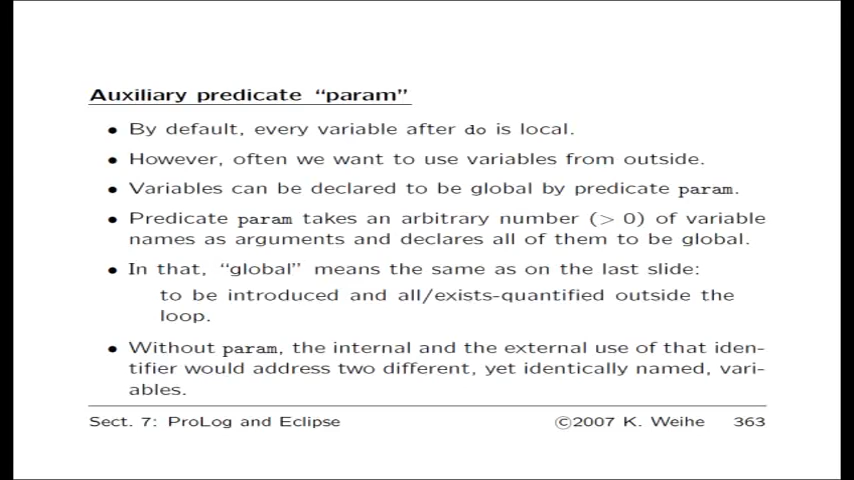 Auxiliary predicate “param”
• By default, every variable after do is local.
• However, often we want to use variables from outside.
• Variables can be declared to be global by predicate param.
• Predicate param takes an arbitrary number (> 0) of variable
names as arguments and declares all of them to be global.
• In that, “global” means the same as on the last slide:
to be introduced and all/exists-quantified outside the
loop.
• Without param, the internal and the external use of that iden-
tifier would address two different, yet identically named, vari-
ables.
Sect. 7: ProLog and Eclipse ©2007 K. Weihe 363